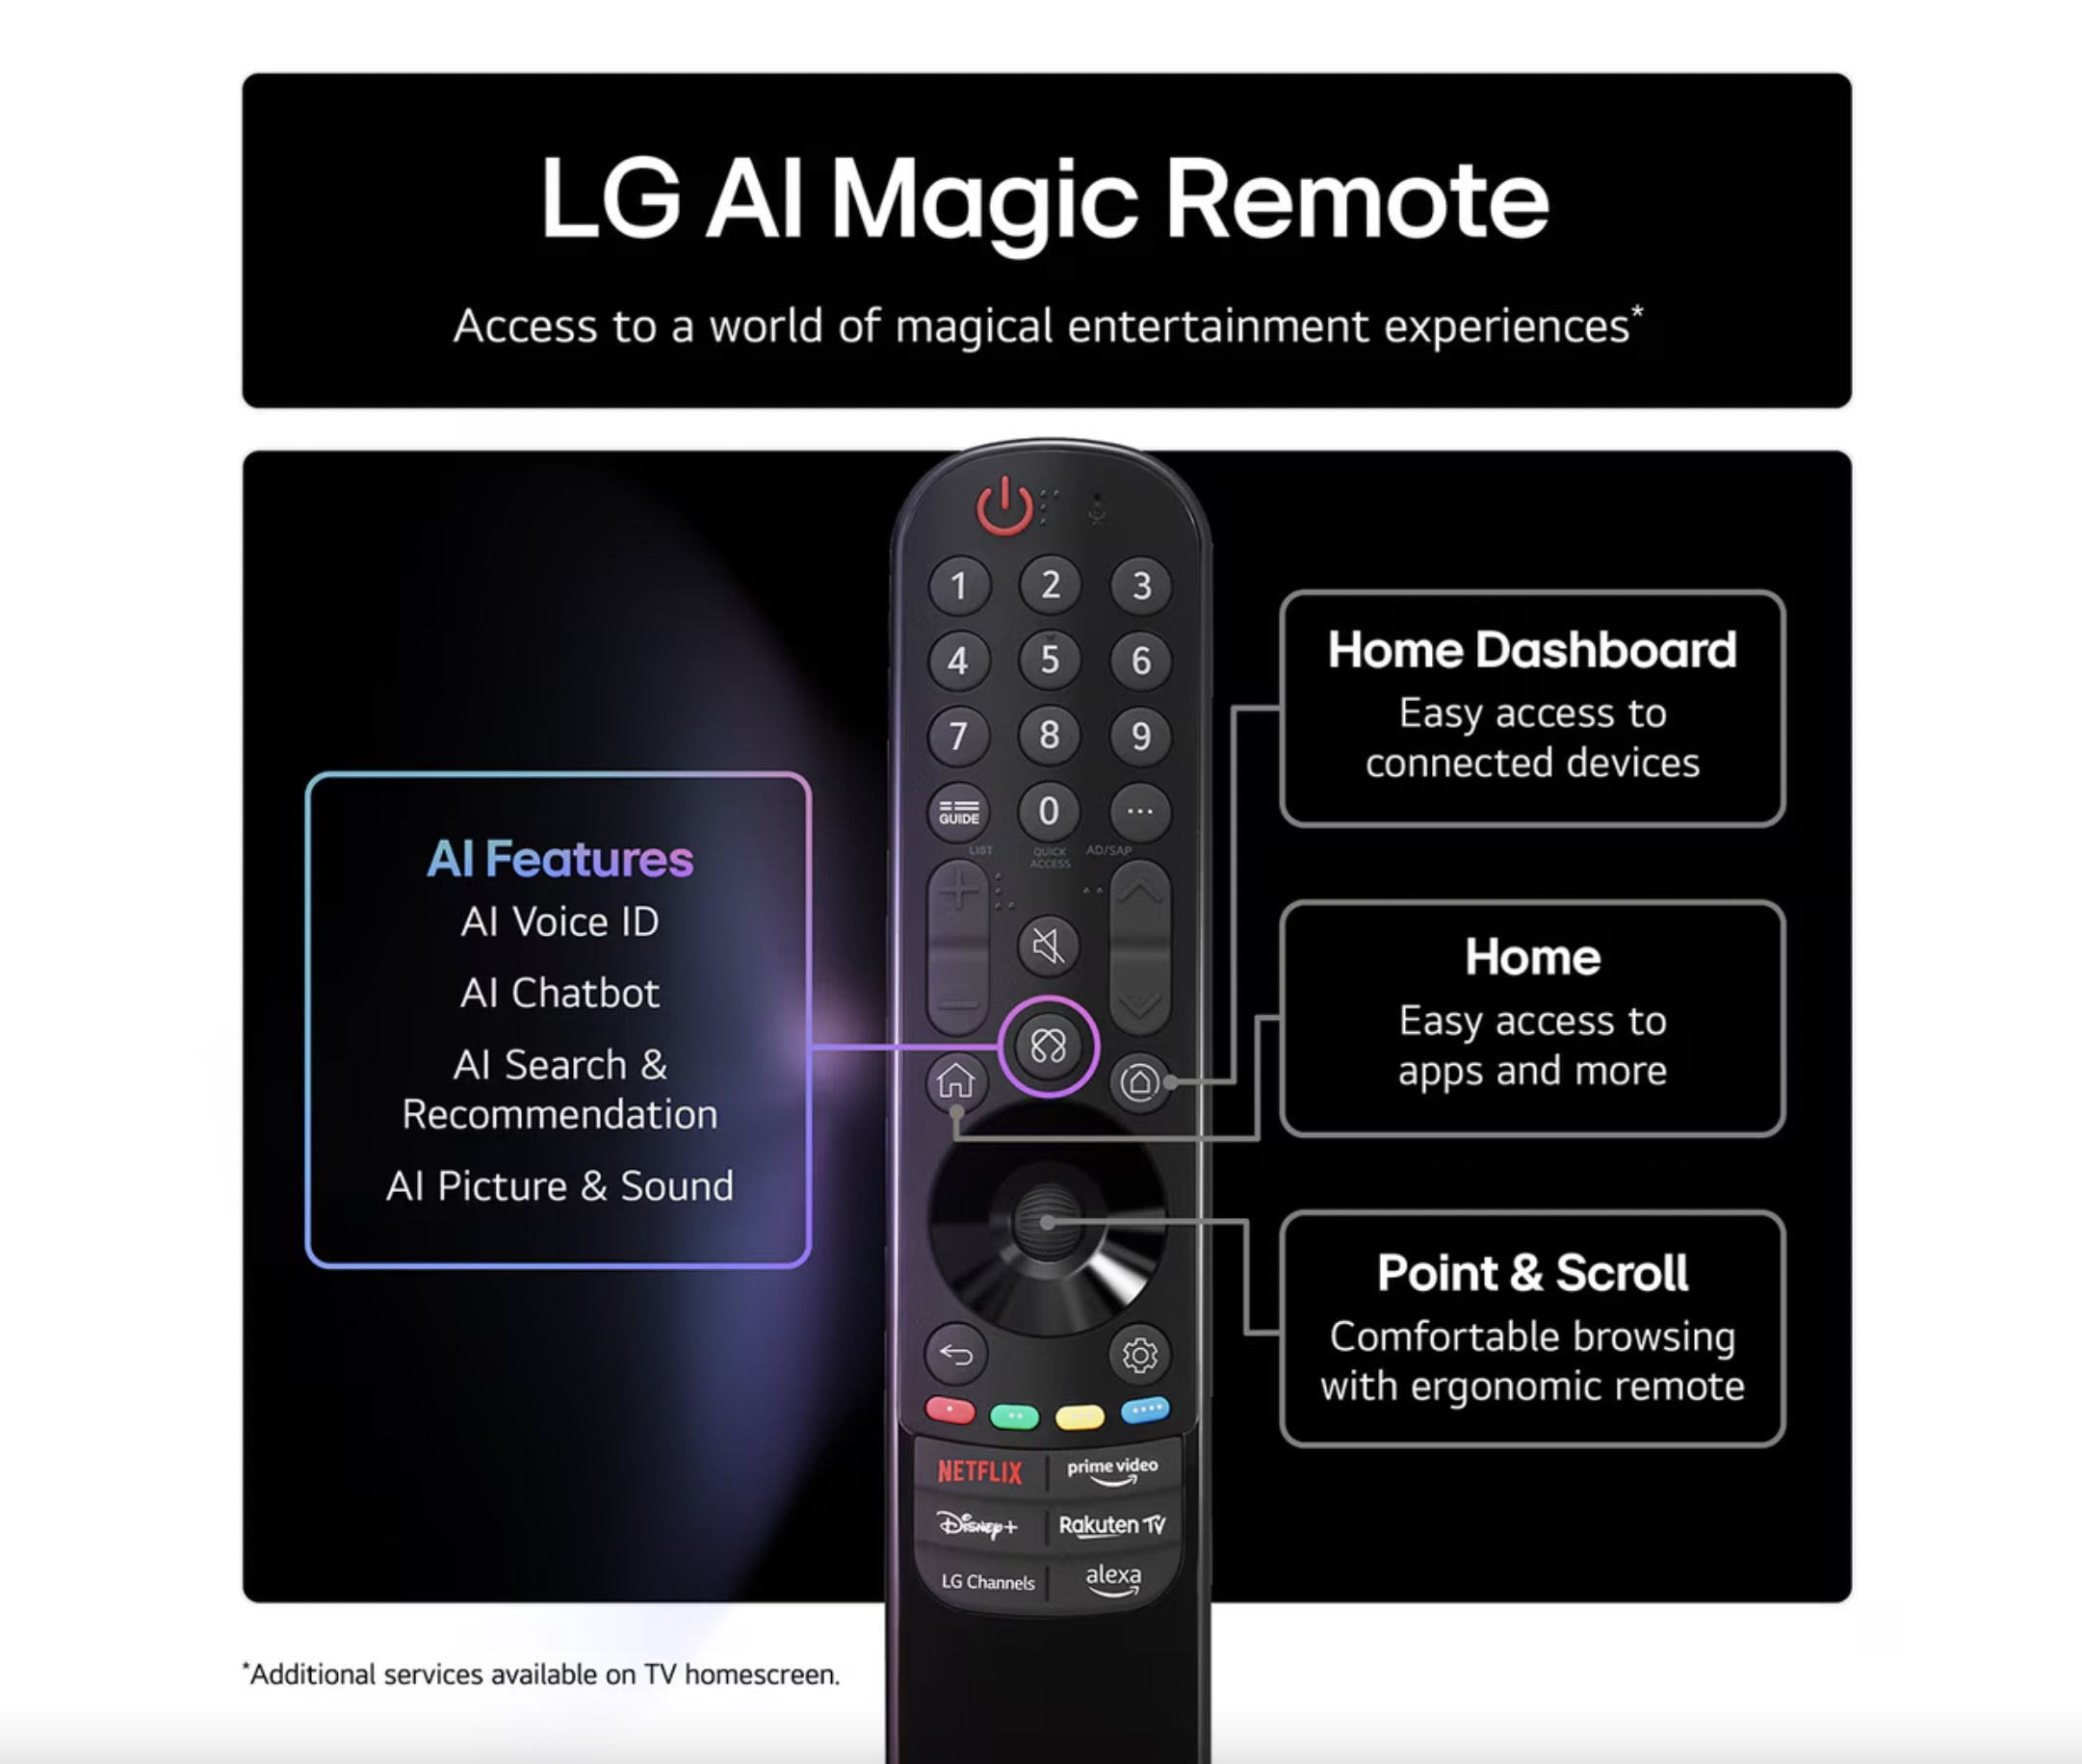 LG AI Magic Remote
Access to a world of magical entertainment experiences*
AI Features
AI Voice ID
AI Chatbot
AI Search &
Recommendation
AI Picture & Sound
1 2 3
4 5 6
7 8 9
GUIDE 0 ...
LIST QUICK ACCESS AD/SAP
NETFLIX prime video
Disney+ Rakuten TV
LG Channels alexa
Home Dashboard
Easy access to
connected devices
Home
Easy access to
apps and more
Point & Scroll
Comfortable browsing
with ergonomic remote
*Additional services available on TV homescreen.